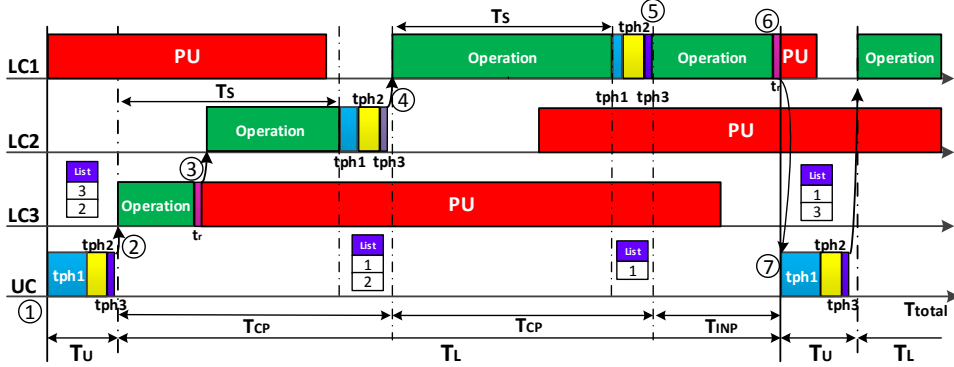 TS
tph2
⑤
⑥
LC1
PU
Operation
Operation
PU
Operation
tph1
tph3
tr
TS
tph2
④
LC2
Operation
PU
tph1
tph3
List
3
2
③
List
1
3
LC3
Operation
PU
tr
②
tph2
List
1
2
List
1
tph2
UC
tph1
⑦
tph1
①
tph3
tph3
TCP
TCP
TINP
Ttotal
TU
TL
TU
TL